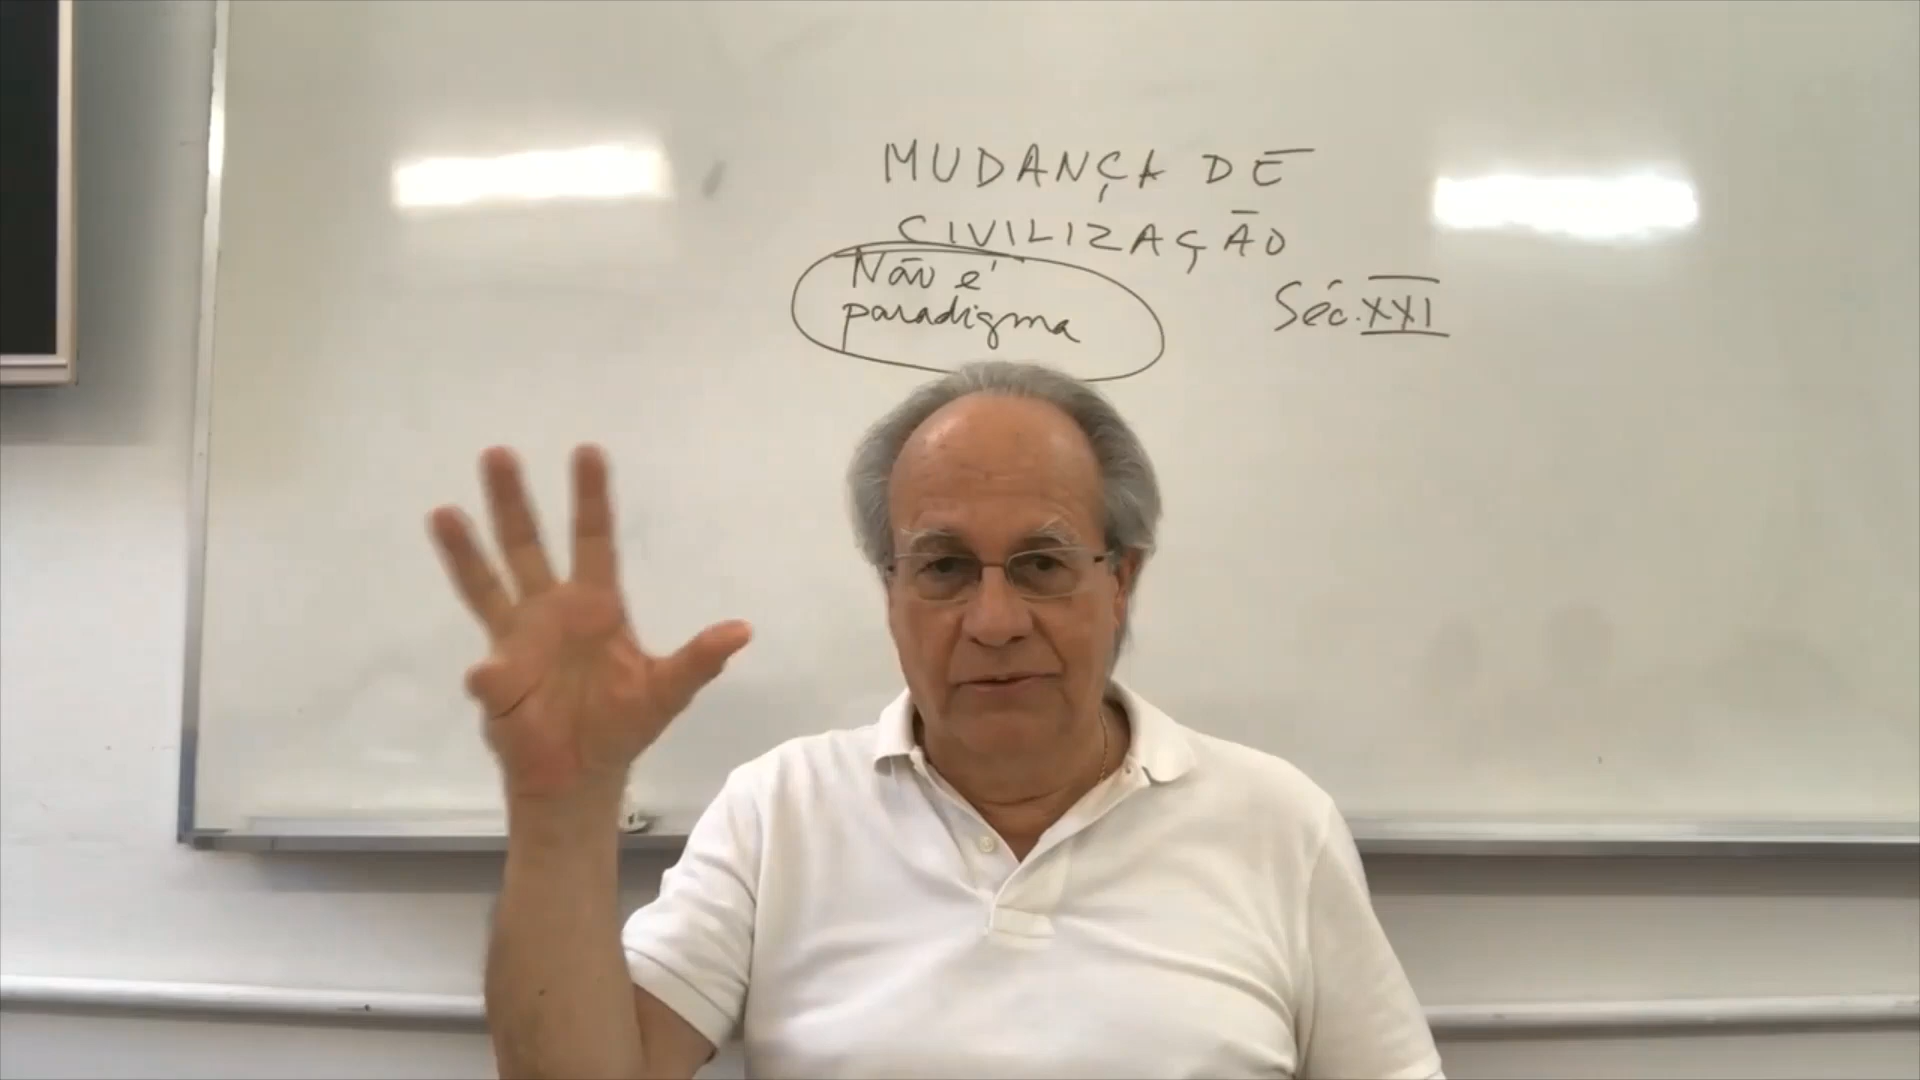 MUDANÇA DE
CIVILIZAÇÃO
Não é
paradigma
Séc. XXI